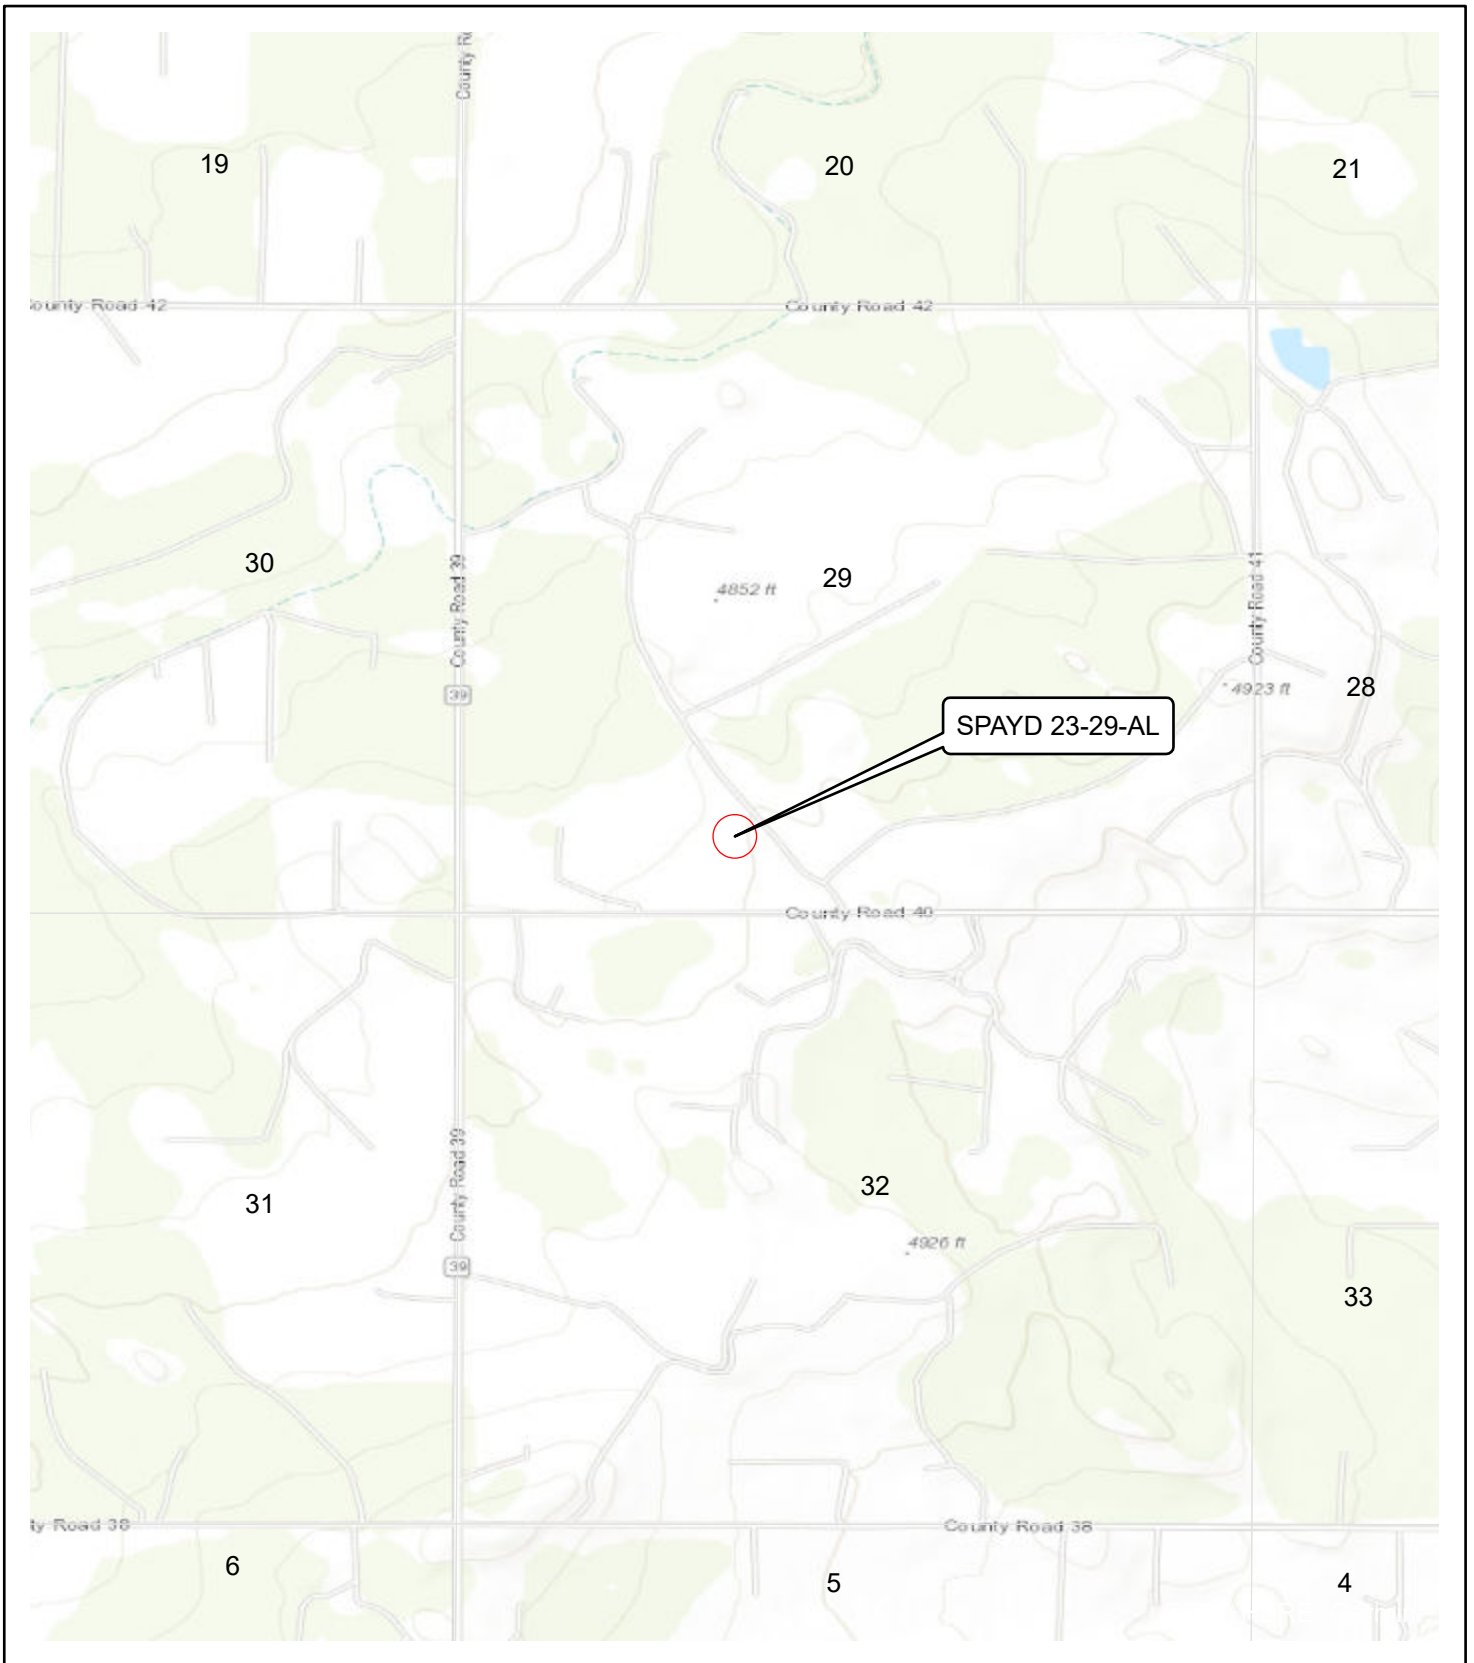 County R
19
20
21
ounty Road 42
County Road 42
30
County Road 39
29
4852 ft
County Road 41
39
4923 ft
28
SPAYD 23-29-AL
County Road 40
County Road 39
31
32
4926 ft
39
33
ty Road 38
County Road 38
6
5
4